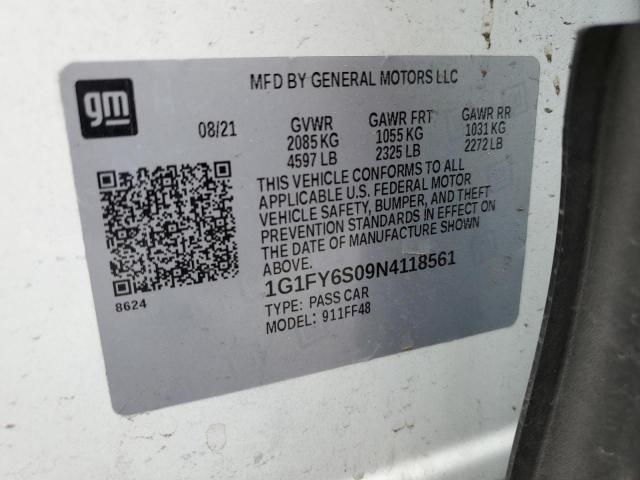 MFD BY GENERAL MOTORS LLC
gm
08/21 GVWR GAWR FRT GAWR RR
2085 KG 1055 KG 1031 KG
4597 LB 2325 LB 2272 LB
THIS VEHICLE CONFORMS TO ALL
APPLICABLE U.S. FEDERAL MOTOR
VEHICLE SAFETY, BUMPER, AND THEFT
PREVENTION STANDARDS IN EFFECT ON
THE DATE OF MANUFACTURE SHOWN
ABOVE.
1G1FY6S09N4118561
8624
TYPE: PASS CAR
MODEL: 911FF48